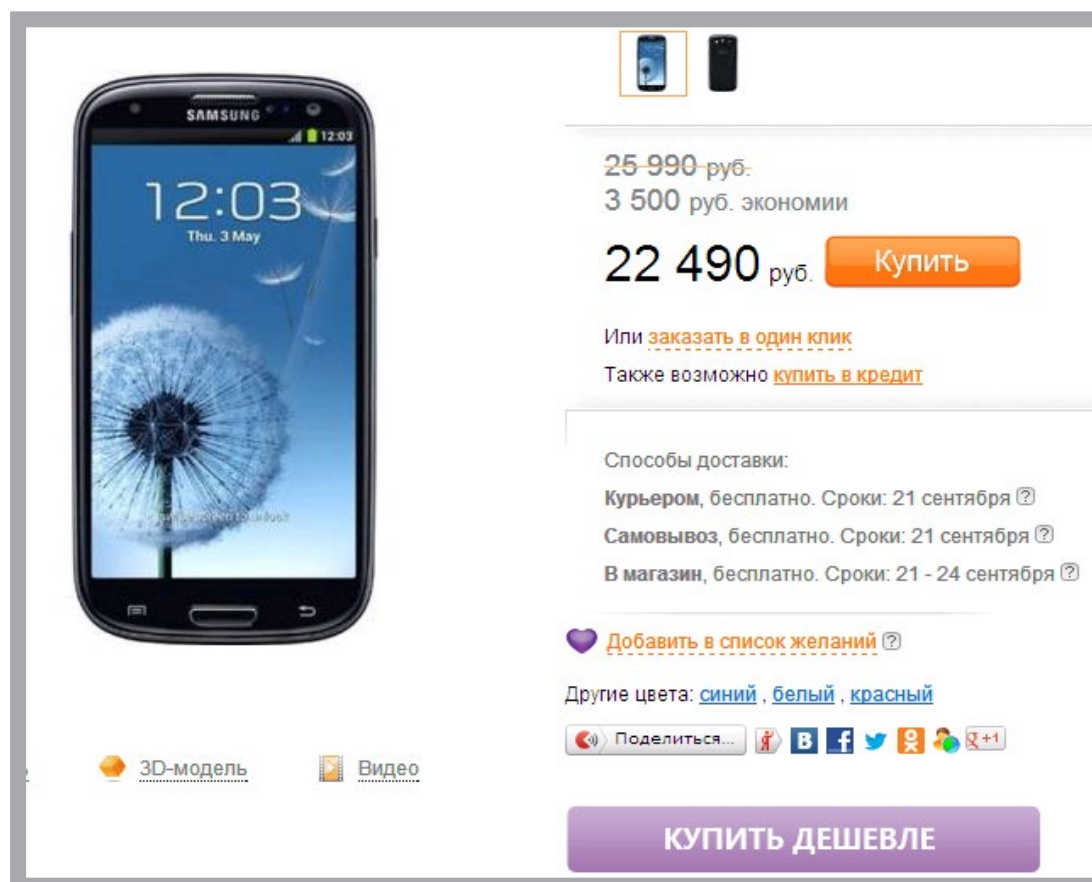 SAMSUNG
12:03
12:03
Thu. 3 May
3D-модель
Видео
25 990 руб.
3 500 руб. экономии
22 490 руб.
Купить
Или заказать в один клик
Также возможно купить в кредит
Способы доставки:
Курьером, бесплатно. Сроки: 21 сентября ?
Самовывоз, бесплатно. Сроки: 21 сентября ?
В магазин, бесплатно. Сроки: 21 - 24 сентября ?
Добавить в список желаний ?
Другие цвета: синий , белый , красный
Поделиться...
g +1
КУПИТЬ ДЕШЕВЛЕ